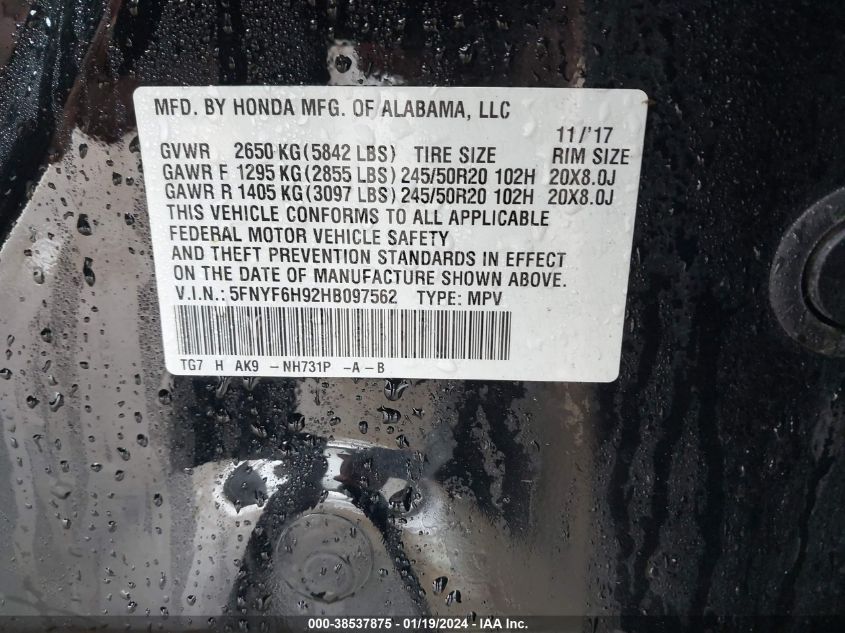 MFD. BY HONDA MFG. OF ALABAMA, LLC
11/'17
GVWR 2650 KG(5842 LBS) TIRE SIZE RIM SIZE
GAWR F 1295 KG(2855 LBS) 245/50R20 102H 20X8.0J
GAWR R 1405 KG(3097 LBS) 245/50R20 102H 20X8.0J
THIS VEHICLE CONFORMS TO ALL APPLICABLE
FEDERAL MOTOR VEHICLE SAFETY
AND THEFT PREVENTION STANDARDS IN EFFECT
ON THE DATE OF MANUFACTURE SHOWN ABOVE.
V.I.N.: 5FNYF6H92HB097562 TYPE: MPV
TG7 H AK9 -NH731P -A-B
000-38537875 - 01/19/2024 - IAA Inc.